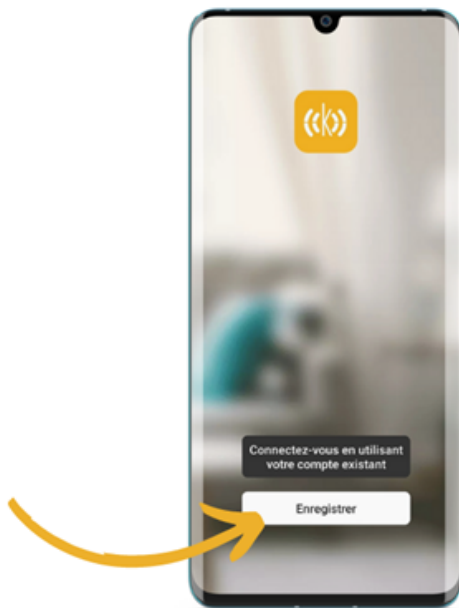 ((k))
Connectez-vous en utilisant
votre compte existant
Enregistrer